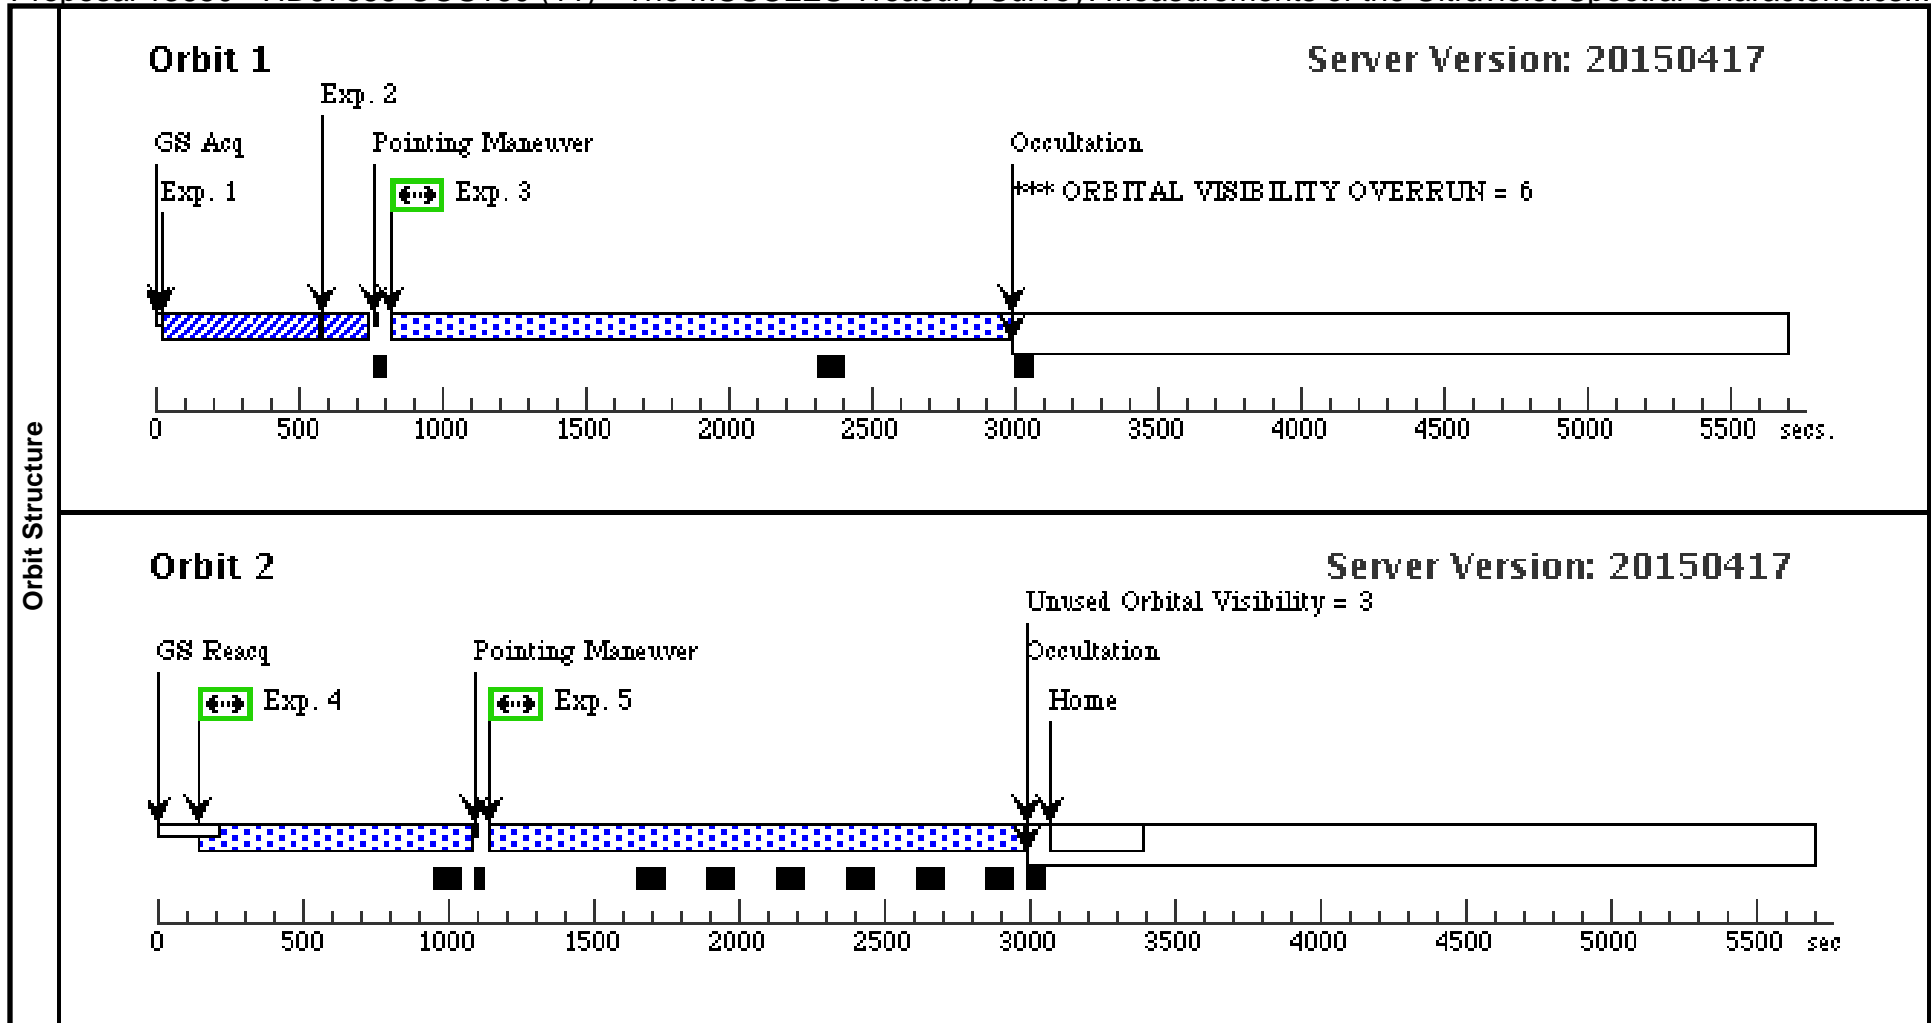 Orbit Structure
Orbit 1
Server Version: 20150417
Exp. 2
GS Acq
Pointing Maneuver
Occultation
Exp. 1
Exp. 3
*** ORBITAL VISIBILITY OVERRUN = 6
0 500 1000 1500 2000 2500 3000 3500 4000 4500 5000 5500 secs.
Orbit 2
Server Version: 20150417
Unused Orbital Visibility = 3
GS Reacq
Pointing Maneuver
Occultation
Exp. 4
Exp. 5
Home
0 500 1000 1500 2000 2500 3000 3500 4000 4500 5000 5500 sec